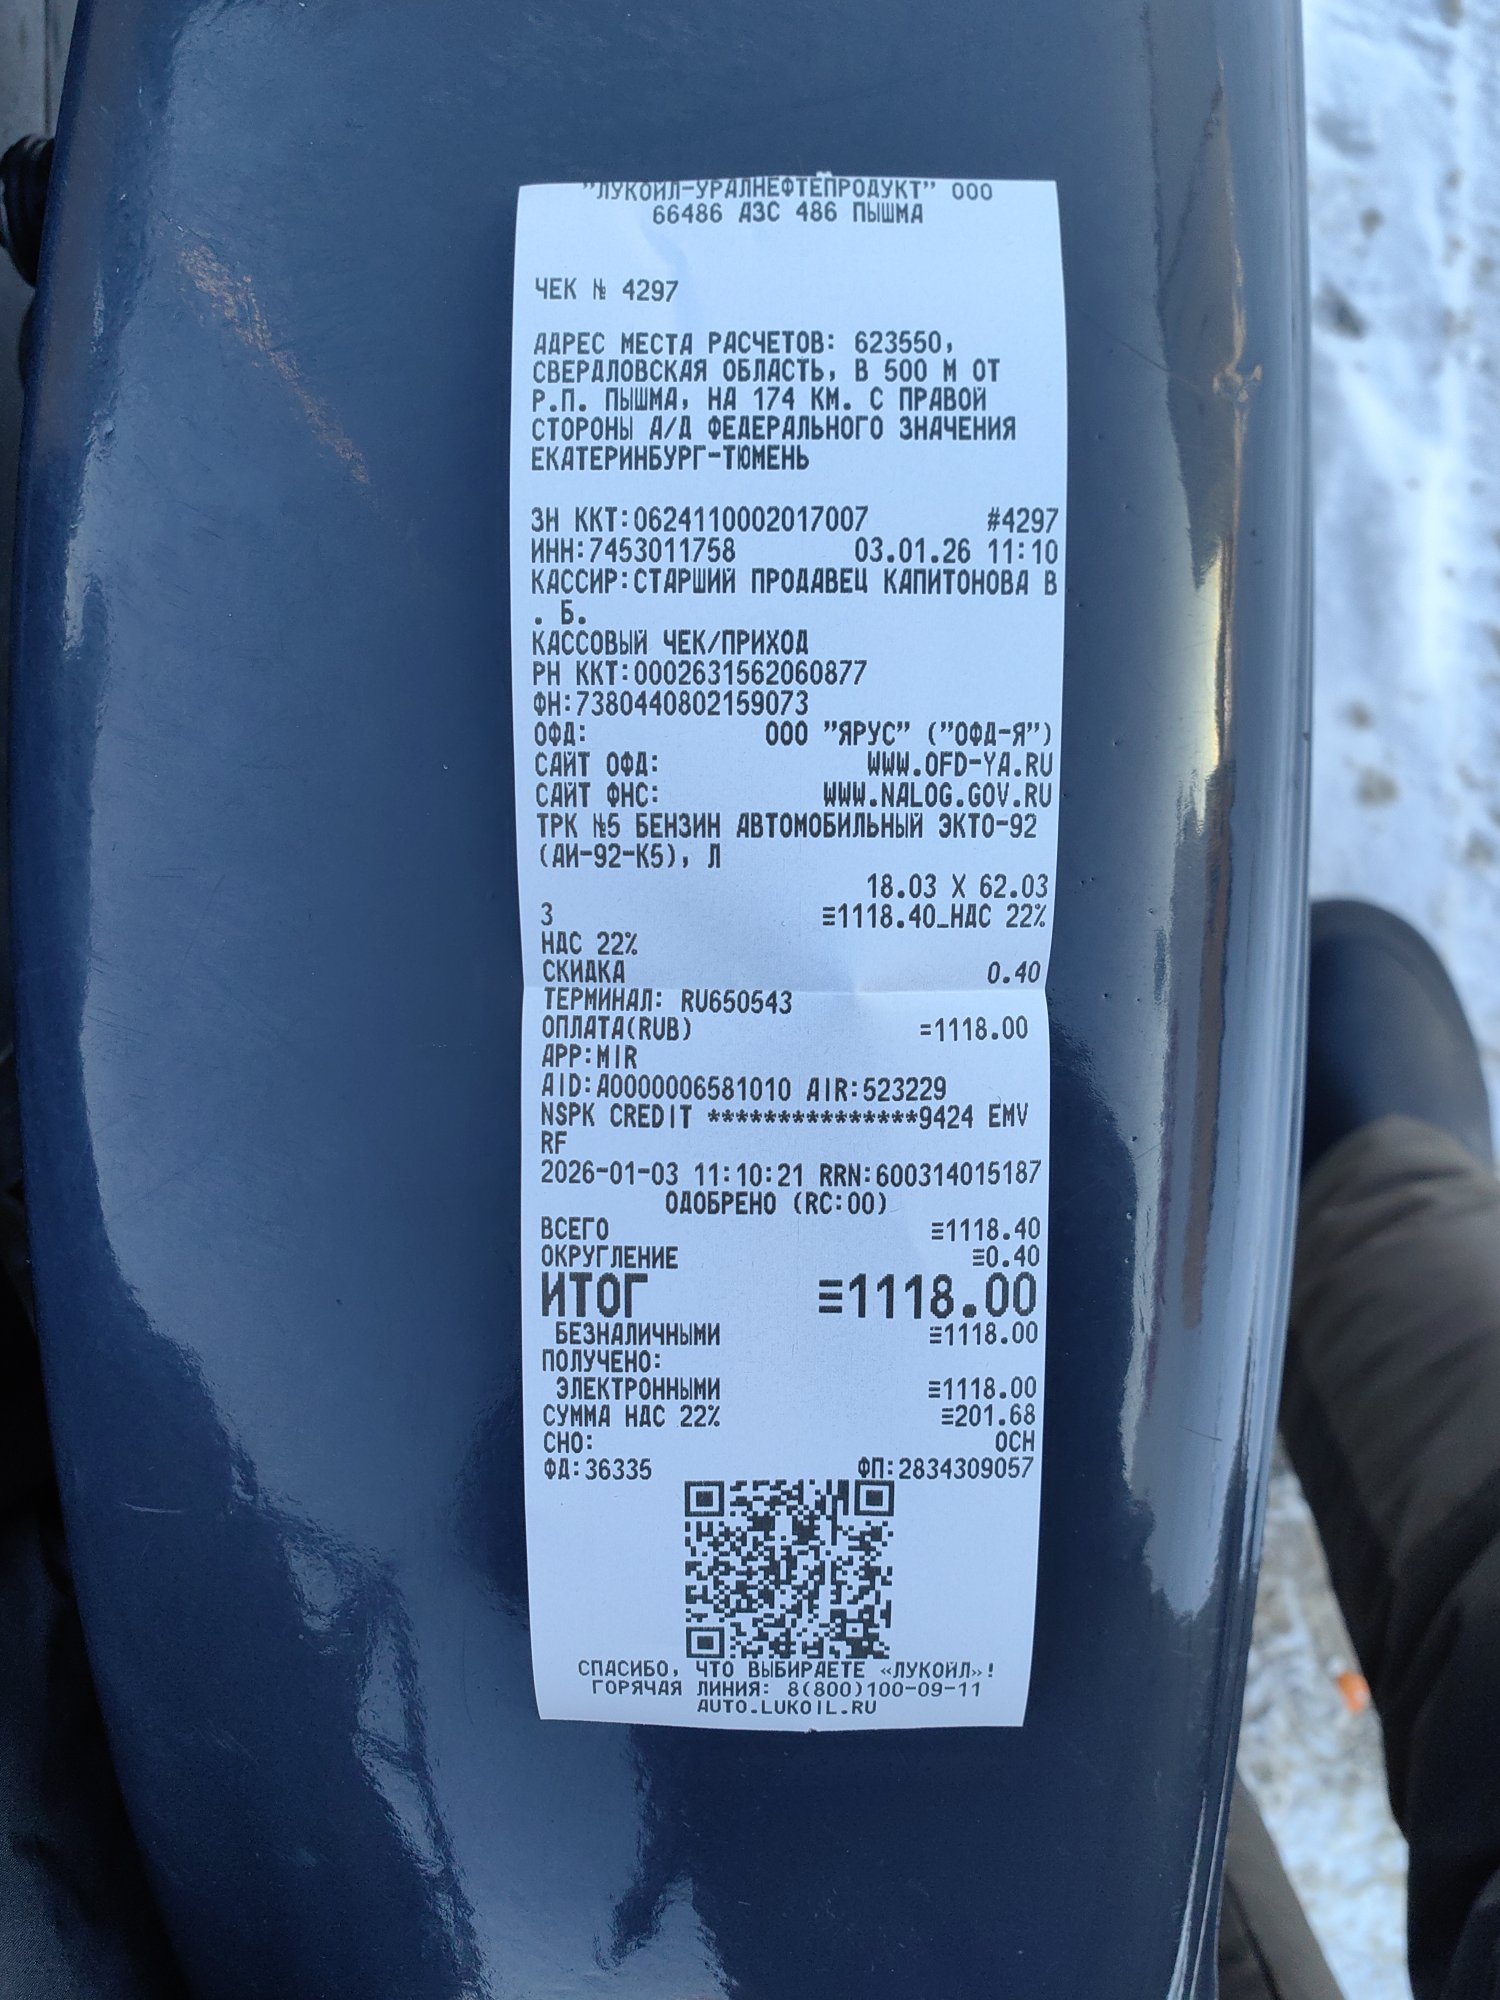 "ЛУКОЙЛ-УРАЛНЕФТЕПРОДУКТ" ООО
66486 АЗС 486 ПЫШМА
ЧЕК № 4297
АДРЕС МЕСТА РАСЧЕТОВ: 623550,
СВЕРДЛОВСКАЯ ОБЛАСТЬ, В 500 М ОТ
Р.П. ПЫШМА, НА 174 КМ. С ПРАВОЙ
СТОРОНЫ А/Д ФЕДЕРАЛЬНОГО ЗНАЧЕНИЯ
ЕКАТЕРИНБУРГ-ТЮМЕНЬ
ЗН ККТ:0624110002017007 #4297
ИНН:7453011758 03.01.26 11:10
КАССИР:СТАРШИЙ ПРОДАВЕЦ КАПИТОНОВА В
. Б.
КАССОВЫЙ ЧЕК/ПРИХОД
РН ККТ:0002631562060877
ФН:7380440802159073
ОФД: ООО "ЯРУС" ("ОФД-Я")
САЙТ ОФД: WWW.OFD-YA.RU
САЙТ ФНС: WWW.NALOG.GOV.RU
ТРК №5 БЕНЗИН АВТОМОБИЛЬНЫЙ ЭКТО-92
(АИ-92-К5), Л
18.03 X 62.03
3 ≡1118.40_НДС 22%
НДС 22%
СКИДКА 0.40
ТЕРМИНАЛ: RU650543
ОПЛАТА(RUB) =1118.00
APP:MIR
AID:A0000006581010 AIR:523229
NSPK CREDIT ***************9424 EMV
RF
2026-01-03 11:10:21 RRN:600314015187
ОДОБРЕНО (RC:00)
ВСЕГО ≡1118.40
ОКРУГЛЕНИЕ ≡0.40
ИТОГ ≡1118.00
БЕЗНАЛИЧНЫМИ ≡1118.00
ПОЛУЧЕНО:
ЭЛЕКТРОННЫМИ ≡1118.00
СУММА НДС 22% ≡201.68
СНО: ОСН
ФД:36335 ФП:2834309057
СПАСИБО, ЧТО ВЫБИРАЕТЕ «ЛУКОЙЛ»!
ГОРЯЧАЯ ЛИНИЯ: 8(800)100-09-11
AUTO.LUKOIL.RU